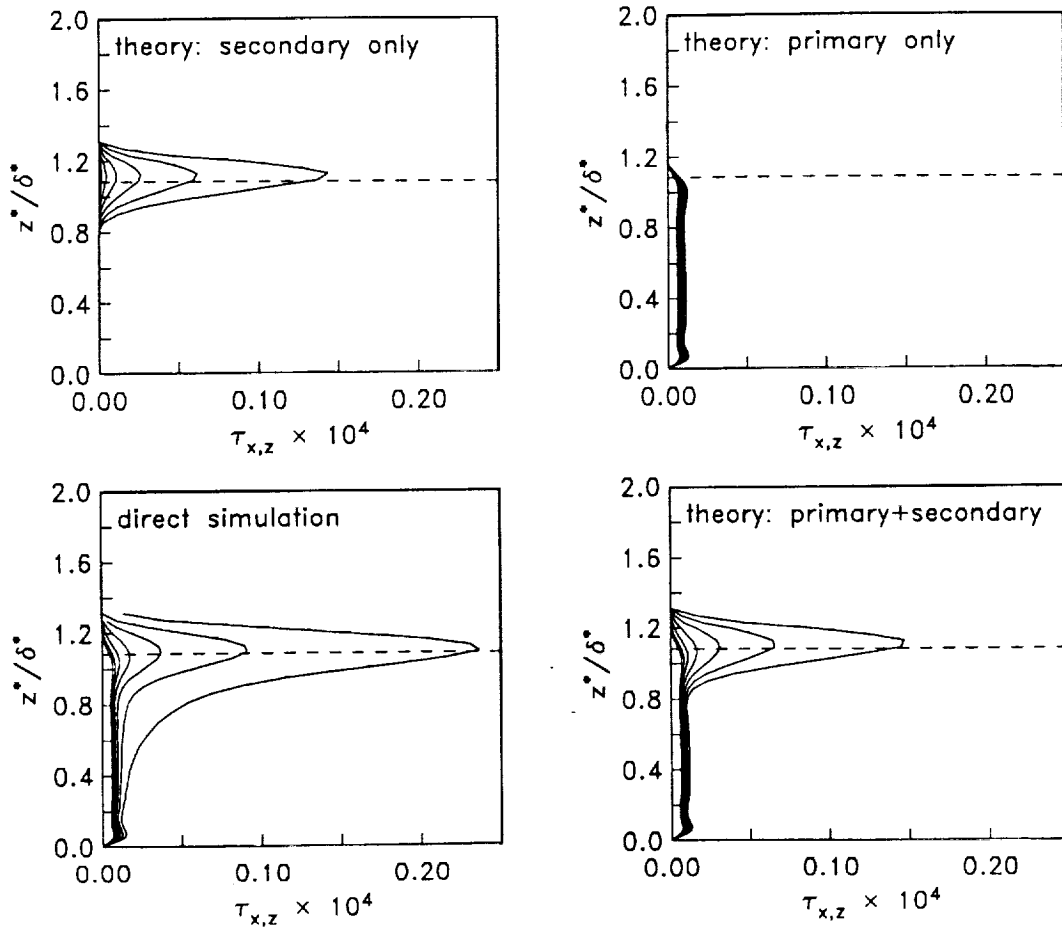 theory: secondary only
2.0
1.6
1.2
0.8
0.4
0.0
z*/δ*
0.00 0.10 0.20
τx,z × 10⁴
theory: primary only
2.0
1.6
1.2
0.8
0.4
0.0
z*/δ*
0.00 0.10 0.20
τx,z × 10⁴
direct simulation
2.0
1.6
1.2
0.8
0.4
0.0
z*/δ*
0.00 0.10 0.20
τx,z × 10⁴
theory: primary+secondary
2.0
1.6
1.2
0.8
0.4
0.0
z*/δ*
0.00 0.10 0.20
τx,z × 10⁴